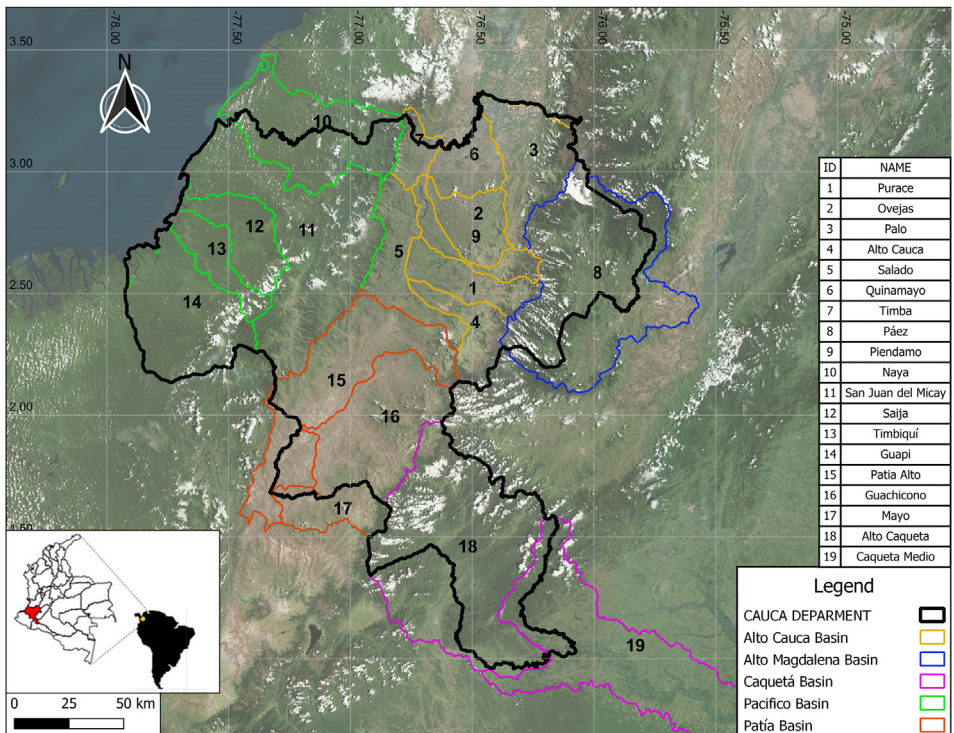 -78.00
-77.50
-77.00
-76.50
-76.00
-75.50
-75.00
3.50
N
10
7
6
3
3.00
12
11
2
13
9
5
8
2.50
14
1
4
15
2.00
16
17
1.50
18
19
ID NAME
1 Purace
2 Ovejas
3 Palo
4 Alto Cauca
5 Salado
6 Quinamayo
7 Timba
8 Páez
9 Piendamo
10 Naya
11 San Juan del Micay
12 Saija
13 Timbiquí
14 Guapi
15 Patia Alto
16 Guachicono
17 Mayo
18 Alto Caqueta
19 Caqueta Medio
Legend
CAUCA DEPARMENT
Alto Cauca Basin
Alto Magdalena Basin
Caquetá Basin
Pacifico Basin
Patía Basin
0 25 50 km